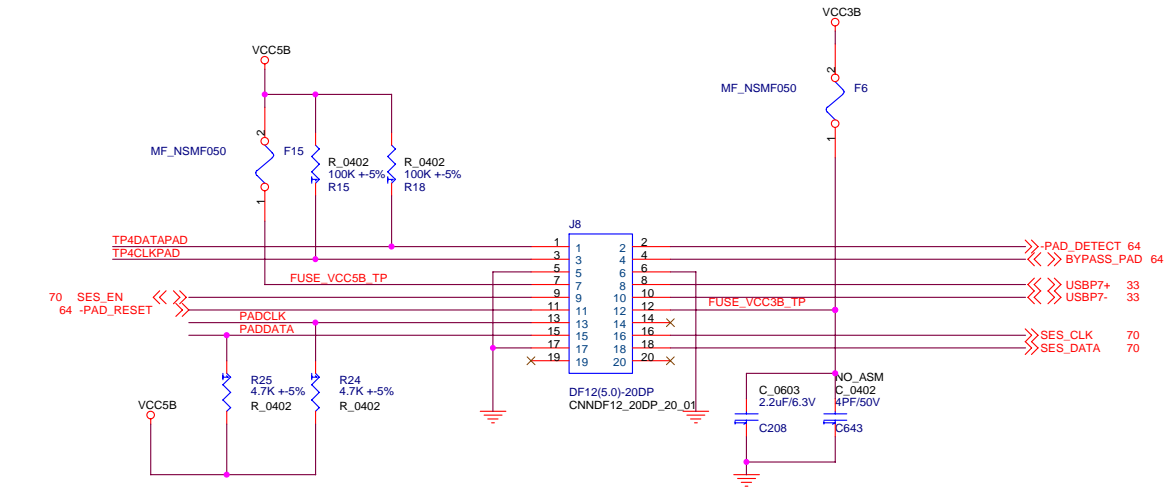 VCC3B
VCC5B
2
MF_NSMF050 F6
1
2
MF_NSMF050 F15
1
R_0402
100K +-5%
R15
R_0402
100K +-5%
R18
J8
TP4DATAPAD 1 1 2 2 -PAD_DETECT 64
TP4CLKPAD 3 3 4 4 BYPASS_PAD 64
5 5 6 6
FUSE_VCC5B_TP 7 7 8 8 USBP7+ 33
70 SES_EN 9 9 10 10 USBP7- 33
64 -PAD_RESET 11 11 12 12 FUSE_VCC3B_TP
PADCLK 13 13 14 14
PADDATA 15 15 16 16 SES_CLK 70
17 17 18 18 SES_DATA 70
19 19 20 20
DF12(5.0)-20DP
CNNDF12_20DP_20_01
R25
4.7K +-5%
R_0402
R24
4.7K +-5%
R_0402
VCC5B
C_0603
2.2uF/6.3V
C208
NO_ASM
C_0402
4PF/50V
C643